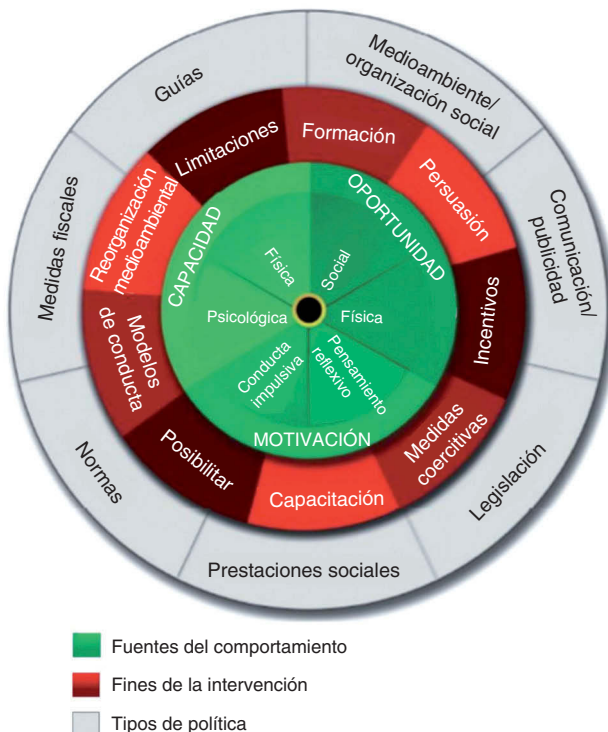 Guías
Medioambiente/
organización social
Comunicación/
publicidad
Legislación
Prestaciones sociales
Normas
Medidas fiscales
Limitaciones
Formación
Persuasión
Incentivos
Medidas
coercitivas
Capacitación
Posibilitar
Modelos
de conducta
Reorganización
medioambiental
CAPACIDAD
OPORTUNIDAD
MOTIVACIÓN
Física
Social
Física
Pensamiento
reflexivo
Conducta
impulsiva
Psicológica
Fuentes del comportamiento
Fines de la intervención
Tipos de política